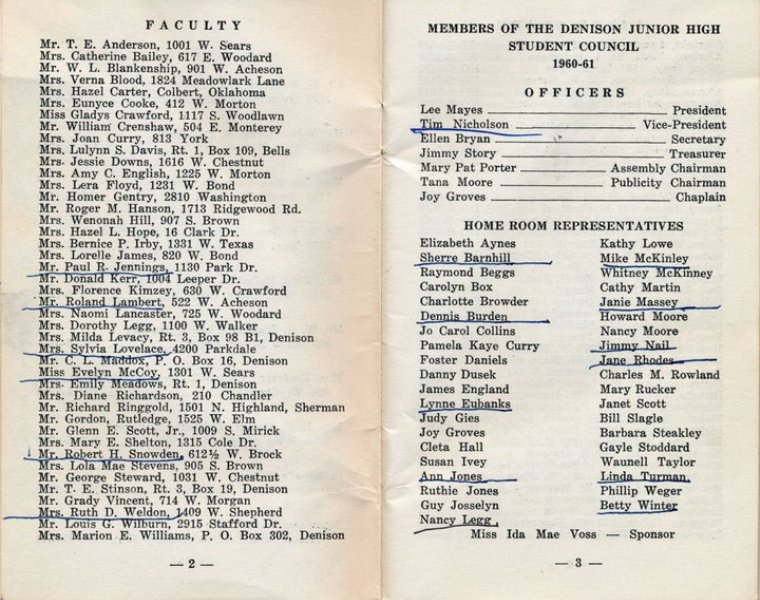 FACULTY
Mr. T. E. Anderson, 1001 W. Sears
Mrs. Catherine Bailey, 617 E. Woodard
Mr. W. L. Blankenship, 901 W. Acheson
Mrs. Verna Blood, 1824 Meadowlark Lane
Mrs. Hazel Carter, Colbert, Oklahoma
Mrs. Eunyce Cooke, 412 W. Morton
Miss Gladys Crawford, 1117 S. Woodlawn
Mr. William Crenshaw, 504 E. Monterey
Mrs. Joan Curry, 813 York
Mrs. Lulynn S. Davis, Rt. 1, Box 109, Bells
Mrs. Jessie Downs, 1616 W. Chestnut
Mrs. Amy C. English, 1225 W. Morton
Mrs. Lera Floyd, 1231 W. Bond
Mr. Homer Gentry, 2810 Washington
Mr. Roger M. Hanson, 1713 Ridgewood Rd.
Mrs. Wenonah Hill, 907 S. Brown
Mrs. Hazel L. Hope, 16 Clark Dr.
Mrs. Bernice P. Irby, 1331 W. Texas
Mrs. Lorelle James, 820 W. Bond
Mr. Paul R. Jennings, 1130 Park Dr.
Mr. Donald Kerr, 1004 Leeper Dr.
Mrs. Florence Kimzey, 630 W. Crawford
Mr. Roland Lambert, 522 W. Acheson
Mrs. Naomi Lancaster, 725 W. Woodard
Mrs. Dorothy Legg, 1100 W. Walker
Mrs. Milda Levacy, Rt. 3, Box 98 B1, Denison
Mrs. Sylvia Lovelace, 4200 Parkdale
Mr. C. L. Maddox, P. O. Box 16, Denison
Miss Evelyn McCoy, 1301 W. Sears
Mrs. Emily Meadows, Rt. 1, Denison
Mrs. Diane Richardson, 210 Chandler
Mr. Richard Ringgold, 1501 N. Highland, Sherman
Mr. Gordon, Rutledge, 1525 W. Elm
Mr. Glenn E. Scott, Jr., 1009 S. Mirick
Mrs. Mary E. Shelton, 1315 Cole Dr.
Mr. Robert H. Snowden, 612½ W. Brock
Mrs. Lola Mae Stevens, 905 S. Brown
Mr. George Steward, 1031 W. Chestnut
Mr. T. E. Stinson, Rt. 3, Box 19, Denison
Mr. Grady Vincent, 714 W. Morgan
Mrs. Ruth D. Weldon, 1409 W. Shepherd
Mr. Louis G. Wilburn, 2915 Stafford Dr.
Mrs. Marion E. Williams, P. O. Box 302, Denison
— 2 —
MEMBERS OF THE DENISON JUNIOR HIGH
STUDENT COUNCIL
1960-61
OFFICERS
Lee Mayes President
Tim Nicholson Vice-President
Ellen Bryan Secretary
Jimmy Story Treasurer
Mary Pat Porter Assembly Chairman
Tana Moore Publicity Chairman
Joy Groves Chaplain
HOME ROOM REPRESENTATIVES
Elizabeth Aynes
Sherre Barnhill
Raymond Beggs
Carolyn Box
Charlotte Browder
Dennis Burden
Jo Carol Collins
Pamela Kaye Curry
Foster Daniels
Danny Dusek
James England
Lynne Eubanks
Judy Gies
Joy Groves
Cleta Hall
Susan Ivey
Ann Jones
Ruthie Jones
Guy Josselyn
Nancy Legg
Kathy Lowe
Mike McKinley
Whitney McKinney
Cathy Martin
Janie Massey
Howard Moore
Nancy Moore
Jimmy Nail
Jane Rhodes
Charles M. Rowland
Mary Rucker
Janet Scott
Bill Slagle
Barbara Steakley
Gayle Stoddard
Waunell Taylor
Linda Turman
Phillip Weger
Betty Winter
Miss Ida Mae Voss — Sponsor
— 3 —